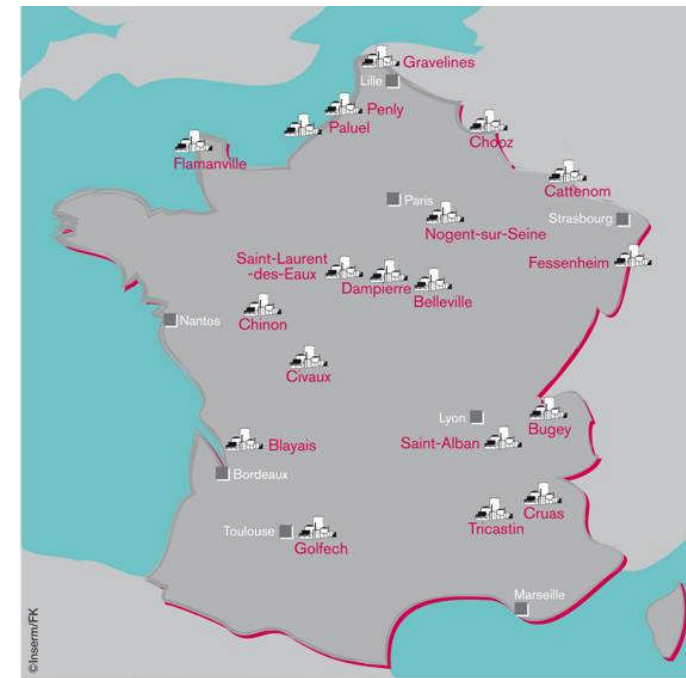 Gravelines
Lille
Penly
Paluel
Chooz
Flamanville
Cattenom
Paris
Strasbourg
Nogent-sur-Seine
Saint-Laurent
-des-Eaux
Fessenheim
Dampierre
Belleville
Chinon
Nantes
Civaux
Lyon
Bugey
Saint-Alban
Blayais
Bordeaux
Cruas
Tricastin
Toulouse
Golfech
Marseille
©Inserm/FK